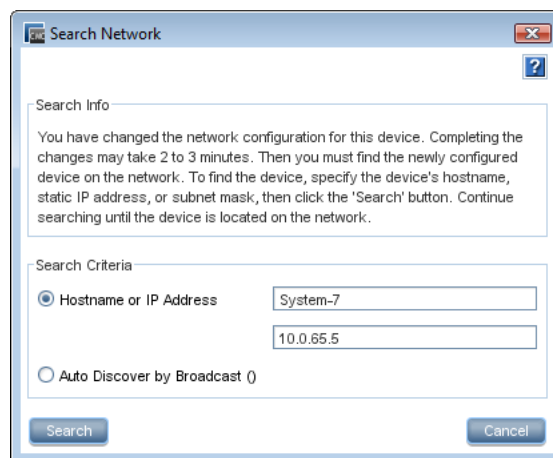 CMC Search Network
?
Search Info
You have changed the network configuration for this device. Completing the
changes may take 2 to 3 minutes. Then you must find the newly configured
device on the network. To find the device, specify the device's hostname,
static IP address, or subnet mask, then click the 'Search' button. Continue
searching until the device is located on the network.
Search Criteria
Hostname or IP Address System-7
10.0.65.5
Auto Discover by Broadcast ()
Search Cancel